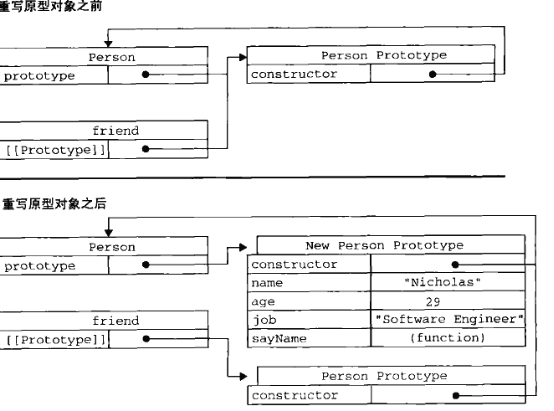 重写原型对象之前
Person
prototype
Person Prototype
constructor
friend
[[Prototype]]
重写原型对象之后
Person
prototype
New Person Prototype
constructor
name "Nicholas"
age 29
job "Software Engineer"
sayName (function)
friend
[[Prototype]]
Person Prototype
constructor